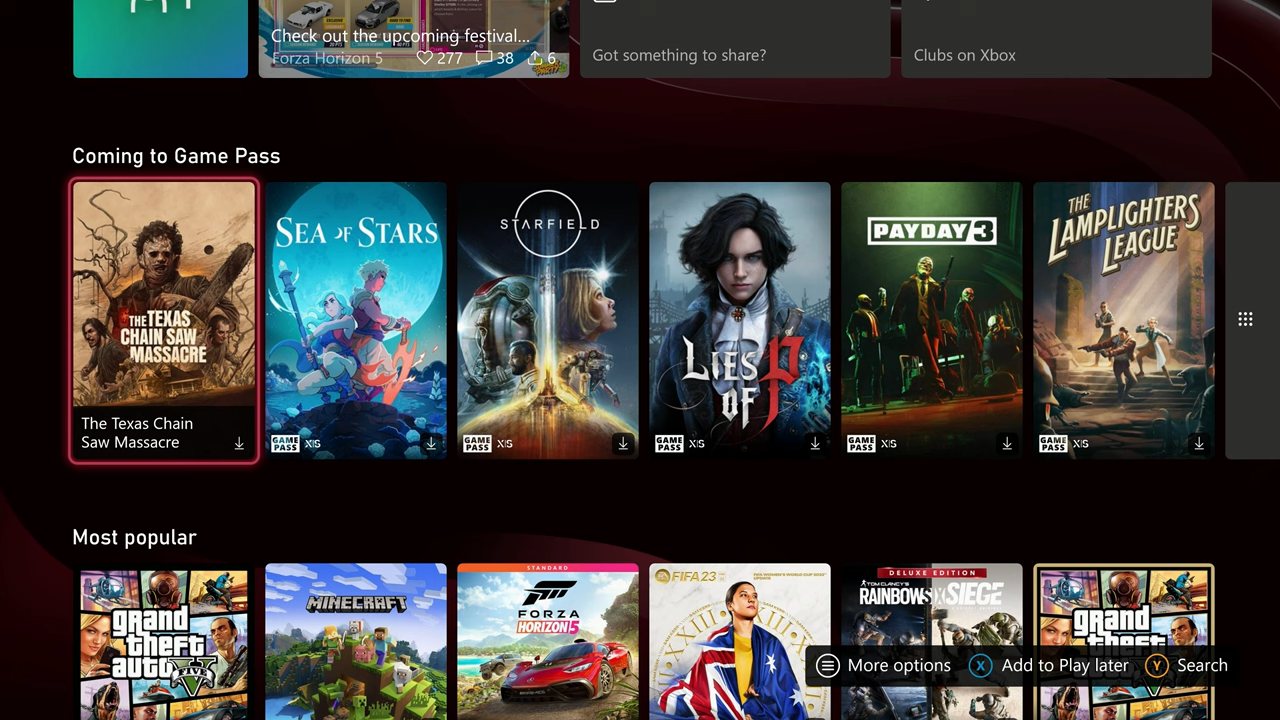 Check out the upcoming festival...
Forza Horizon 5
277
38
6
Got something to share?
Clubs on Xbox
Coming to Game Pass
THE TEXAS
CHAIN SAW
MASSACRE
The Texas Chain
Saw Massacre
SEA OF STARS
GAME
PASS
X|S
STARFIELD
GAME
PASS
X|S
LIES
OF P
GAME
PASS
X|S
PAYDAY 3
GAME
PASS
X|S
THE
LAMPLIGHTERS
LEAGUE
GAME
PASS
X|S
Most popular
grand
theft
auto
V
FIVE
MINECRAFT
STANDARD
FORZA
HORIZON 5
FIFA 23
DELUXE EDITION
TOM CLANCY'S
RAINBOW SIX SIEGE
grand
theft
More options
X
Add to Play later
Y
Search